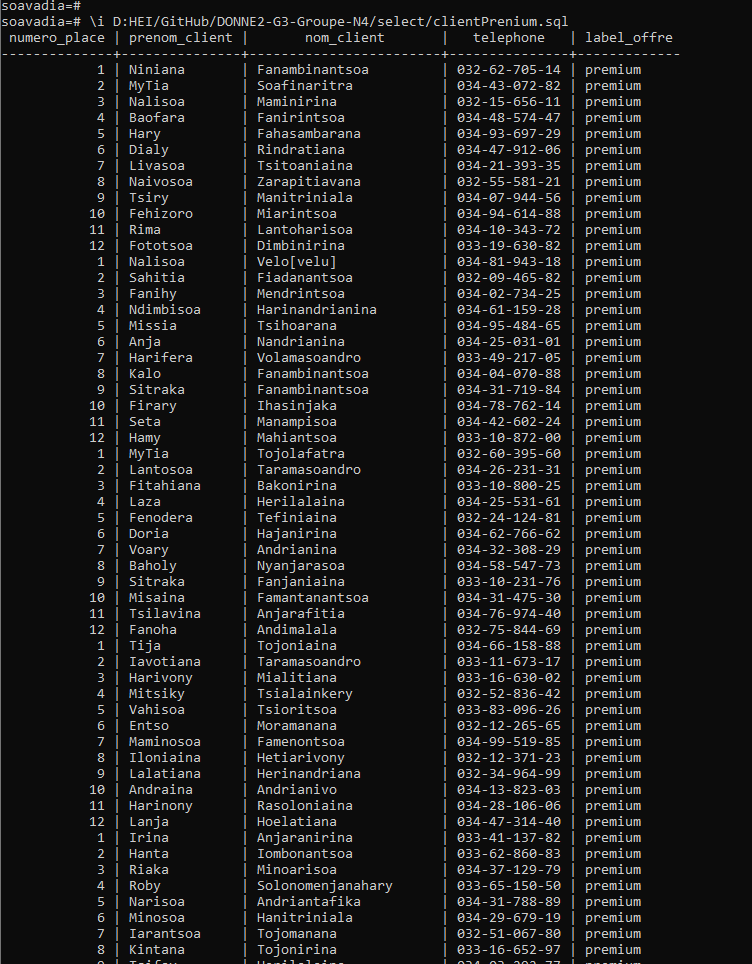 soavadia=#
soavadia=# \i D:HEI/GitHub/DONNE2-G3-Groupe-N4/select/clientPrenium.sql
 numero_place | prenom_client |       nom_client       |   telephone   | label_offre
--------------+---------------+------------------------+---------------+-------------
            1 | Niniana       | Fanambinantsoa         | 032-62-705-14 | premium
            2 | MyTia         | Soafinaritra           | 034-43-072-82 | premium
            3 | Nalisoa       | Maminirina             | 032-15-656-11 | premium
            4 | Baofara       | Fanirintsoa            | 034-48-574-47 | premium
            5 | Hary          | Fahasambarana          | 034-93-697-29 | premium
            6 | Dialy         | Rindratiana            | 034-47-912-06 | premium
            7 | Livasoa       | Tsitoaniaina           | 034-21-393-35 | premium
            8 | Naivosoa      | Zarapitiavana          | 032-55-581-21 | premium
            9 | Tsiry         | Manitriniala           | 034-07-944-56 | premium
           10 | Fehizoro      | Miarintsoa             | 034-94-614-88 | premium
           11 | Rima          | Lantoharisoa           | 034-10-343-72 | premium
           12 | Fototsoa      | Dimbinirina            | 033-19-630-82 | premium
            1 | Nalisoa       | Velo[velu]             | 034-81-943-18 | premium
            2 | Sahitia       | Fiadanantsoa           | 032-09-465-82 | premium
            3 | Fanihy        | Mendrintsoa            | 034-02-734-25 | premium
            4 | Ndimbisoa     | Harinandrianina        | 034-61-159-28 | premium
            5 | Missia        | Tsihoarana             | 034-95-484-65 | premium
            6 | Anja          | Nandrianina            | 034-25-031-01 | premium
            7 | Harifera      | Volamasoandro          | 033-49-217-05 | premium
            8 | Kalo          | Fanambinantsoa         | 034-04-070-88 | premium
            9 | Sitraka       | Fanambinantsoa         | 034-31-719-84 | premium
           10 | Firary        | Ihasinjaka             | 034-78-762-14 | premium
           11 | Seta          | Manampisoa             | 034-42-602-24 | premium
           12 | Hamy          | Mahiantsoa             | 033-10-872-00 | premium
            1 | MyTia         | Tojolafatra            | 032-60-395-60 | premium
            2 | Lantosoa      | Taramasoandro          | 034-26-231-31 | premium
            3 | Fitahiana     | Bakonirina             | 033-10-800-25 | premium
            4 | Laza          | Herilalaina            | 034-25-531-61 | premium
            5 | Fenodera      | Tefiniaina             | 032-24-124-81 | premium
            6 | Doria         | Hajanirina             | 034-62-766-62 | premium
            7 | Voary         | Andrianina             | 034-32-308-29 | premium
            8 | Baholy        | Nyanjarasoa            | 034-58-547-73 | premium
            9 | Sitraka       | Fanjaniaina            | 033-10-231-76 | premium
           10 | Misaina       | Famantanantsoa         | 034-31-475-30 | premium
           11 | Tsilavina     | Anjarafitia            | 034-76-974-40 | premium
           12 | Fanoha        | Andimalala             | 032-75-844-69 | premium
            1 | Tija          | Tojoniaina             | 034-66-158-88 | premium
            2 | Iavotiana     | Taramasoandro          | 033-11-673-17 | premium
            3 | Harivony      | Mialitiana             | 033-16-630-02 | premium
            4 | Mitsiky       | Tsialainkery           | 032-52-836-42 | premium
            5 | Vahisoa       | Tsioritsoa             | 033-83-096-26 | premium
            6 | Entso         | Moramanana             | 032-12-265-65 | premium
            7 | Maminosoa     | Famenontsoa            | 034-99-519-85 | premium
            8 | Iloniaina     | Hetiarivony            | 032-12-371-23 | premium
            9 | Lalatiana     | Herinandriana          | 032-34-964-99 | premium
           10 | Andraina      | Andrianivo             | 034-13-823-03 | premium
           11 | Harinony      | Rasoloniaina           | 034-28-106-06 | premium
           12 | Lanja         | Hoelatiana             | 034-47-314-40 | premium
            1 | Irina         | Anjaranirina           | 033-41-137-82 | premium
            2 | Hanta         | Iombonantsoa           | 033-62-860-83 | premium
            3 | Riaka         | Minoarisoa             | 034-37-129-79 | premium
            4 | Roby          | Solonomenjanahary      | 033-65-150-50 | premium
            5 | Narisoa       | Andriantafika          | 034-31-788-89 | premium
            6 | Minosoa       | Hanitriniala           | 034-29-679-19 | premium
            7 | Iarantsoa     | Tojomanana             | 032-51-067-80 | premium
            8 | Kintana       | Tojonirina             | 033-16-652-97 | premium